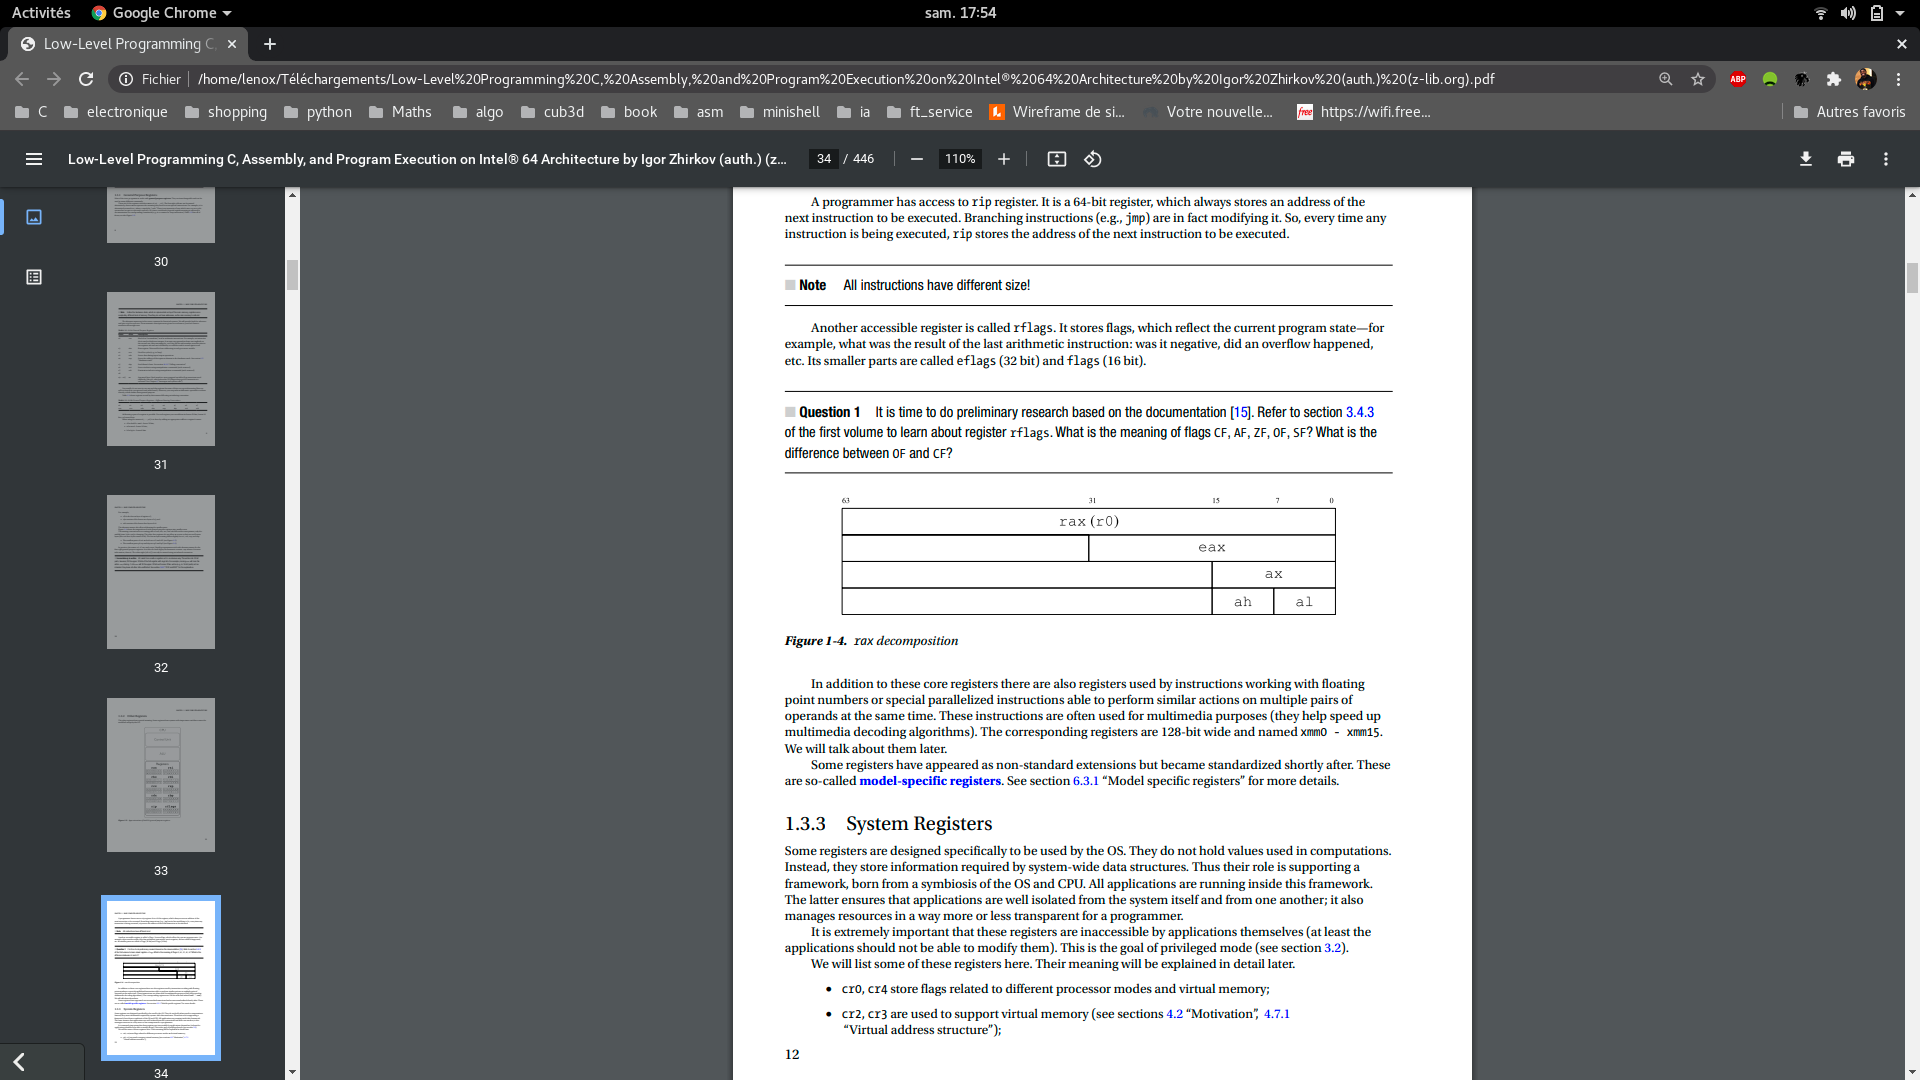 Activités
Google Chrome
sam. 17:54
Low-Level Programming C,
Fichier
/home/lenox/Téléchargements/Low-Level%20Programming%20C,%20Assembly,%20and%20Program%20Execution%20on%20Intel®%2064%20Architecture%20by%20Igor%20Zhirkov%20(auth.)%20(z-lib.org).pdf
ABP
C electronique shopping python Maths algo cub3d book asm minishell ia ft_service Wireframe de si... Votre nouvelle... free https://wifi.free... Autres favoris
Low-Level Programming C, Assembly, and Program Execution on Intel® 64 Architecture by Igor Zhirkov (auth.) (z...
34 / 446
110%
30
31
32
33
34
A programmer has access to rip register. It is a 64-bit register, which always stores an address of the
next instruction to be executed. Branching instructions (e.g., jmp) are in fact modifying it. So, every time any
instruction is being executed, rip stores the address of the next instruction to be executed.
Note All instructions have different size!
Another accessible register is called rflags. It stores flags, which reflect the current program state—for
example, what was the result of the last arithmetic instruction: was it negative, did an overflow happened,
etc. Its smaller parts are called eflags (32 bit) and flags (16 bit).
Question 1 It is time to do preliminary research based on the documentation [15]. Refer to section 3.4.3
of the first volume to learn about register rflags. What is the meaning of flags CF, AF, ZF, OF, SF? What is the
difference between OF and CF?
63 31 15 7 0
rax(r0)
eax
ax
ah al
Figure 1-4. rax decomposition
In addition to these core registers there are also registers used by instructions working with floating
point numbers or special parallelized instructions able to perform similar actions on multiple pairs of
operands at the same time. These instructions are often used for multimedia purposes (they help speed up
multimedia decoding algorithms). The corresponding registers are 128-bit wide and named xmm0 - xmm15.
We will talk about them later.
Some registers have appeared as non-standard extensions but became standardized shortly after. These
are so-called model-specific registers. See section 6.3.1 “Model specific registers” for more details.
1.3.3 System Registers
Some registers are designed specifically to be used by the OS. They do not hold values used in computations.
Instead, they store information required by system-wide data structures. Thus their role is supporting a
framework, born from a symbiosis of the OS and CPU. All applications are running inside this framework.
The latter ensures that applications are well isolated from the system itself and from one another; it also
manages resources in a way more or less transparent for a programmer.
It is extremely important that these registers are inaccessible by applications themselves (at least the
applications should not be able to modify them). This is the goal of privileged mode (see section 3.2).
We will list some of these registers here. Their meaning will be explained in detail later.
• cr0, cr4 store flags related to different processor modes and virtual memory;
• cr2, cr3 are used to support virtual memory (see sections 4.2 “Motivation”, 4.7.1
“Virtual address structure”);
12